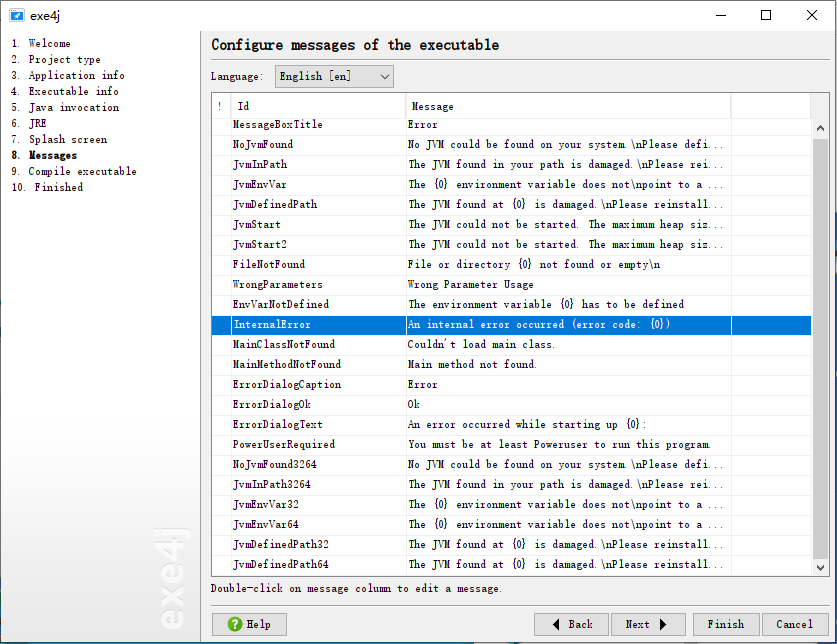 exe4j
1. Welcome
2. Project type
3. Application info
4. Executable info
5. Java invocation
6. JRE
7. Splash screen
8. Messages
9. Compile executable
10. Finished
exe4j
Configure messages of the executable
Language: English [en]
! Id Message
MessageBoxTitle Error
NoJvmFound No JVM could be found on your system.\nPlease defi...
JvmInPath The JVM found in your path is damaged.\nPlease rei...
JvmEnvVar The {0} environment variable does not\npoint to a ...
JvmDefinedPath The JVM found at {0} is damaged.\nPlease reinstall...
JvmStart The JVM could not be started. The maximum heap siz...
JvmStart2 The JVM could not be started. The maximum heap siz...
FileNotFound File or directory {0} not found or empty\n
WrongParameters Wrong Parameter Usage
EnvVarNotDefined The environment variable {0} has to be defined
InternalError An internal error occurred (error code: {0})
MainClassNotFound Couldn't load main class.
MainMethodNotFound Main method not found.
ErrorDialogCaption Error
ErrorDialogOk Ok
ErrorDialogText An error occurred while starting up {0}:
PowerUserRequired You must be at least Poweruser to run this program.
NoJvmFound3264 No JVM could be found on your system.\nPlease defi...
JvmInPath3264 The JVM found in your path is damaged.\nPlease rei...
JvmEnvVar32 The {0} environment variable does not\npoint to a ...
JvmEnvVar64 The {0} environment variable does not\npoint to a ...
JvmDefinedPath32 The JVM found at {0} is damaged.\nPlease reinstall...
JvmDefinedPath64 The JVM found at {0} is damaged.\nPlease reinstall...
Double-click on message column to edit a message.
? Help Back Next Finish Cancel